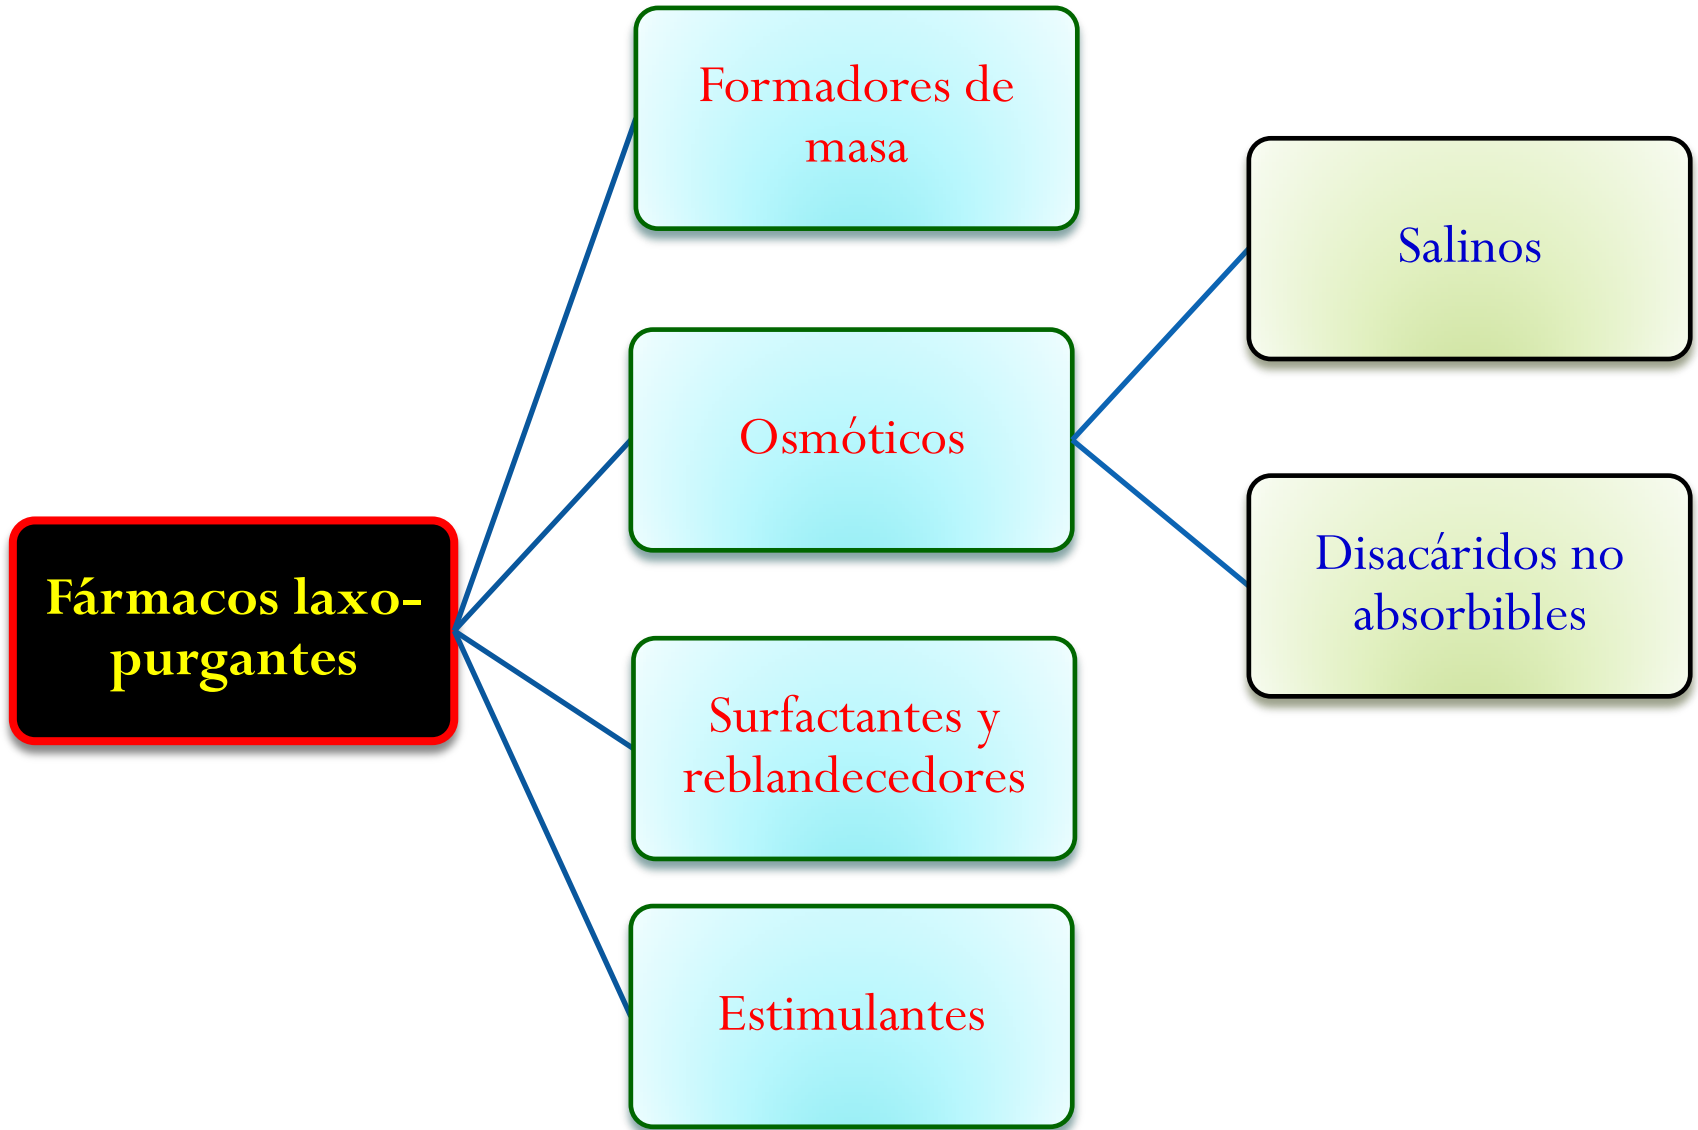 Formadores de
masa
Salinos
Osmóticos
Disacáridos no
absorbibles
Fármacos laxo-
purgantes
Surfactantes y
reblandecedores
Estimulantes